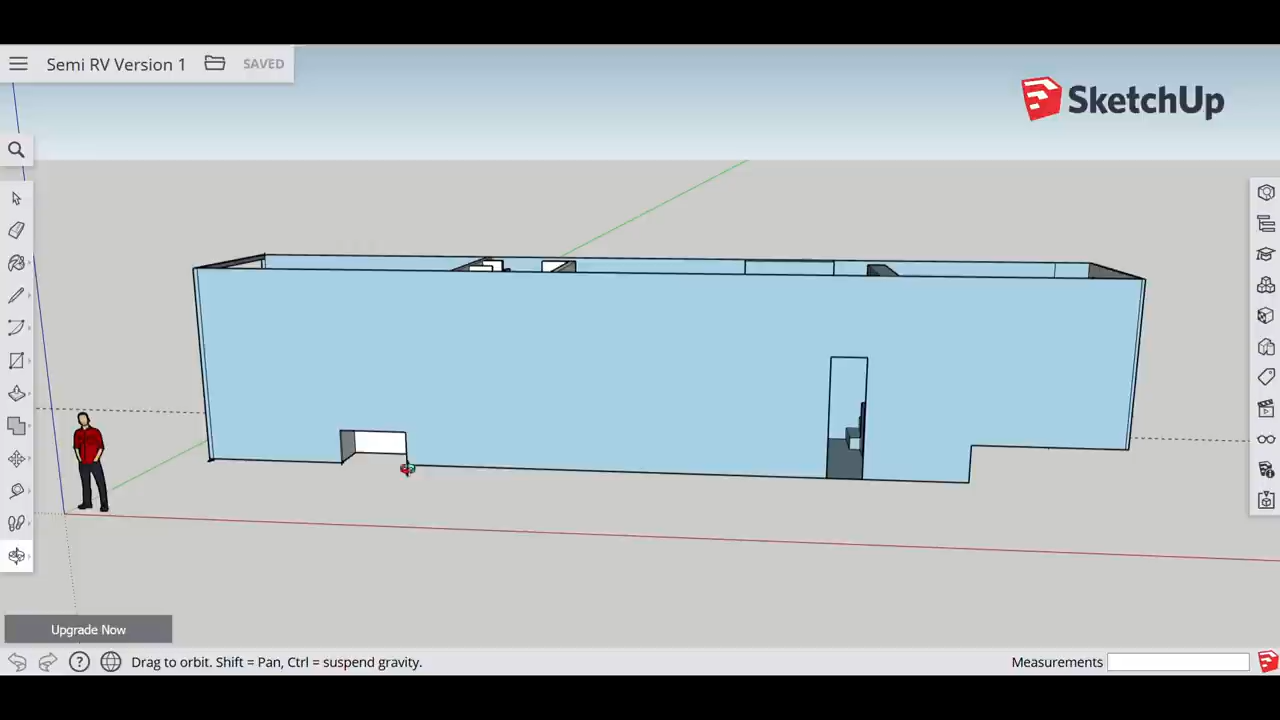 Semi RV Version 1
SAVED
SketchUp
Upgrade Now
Drag to orbit. Shift = Pan, Ctrl = suspend gravity.
Measurements